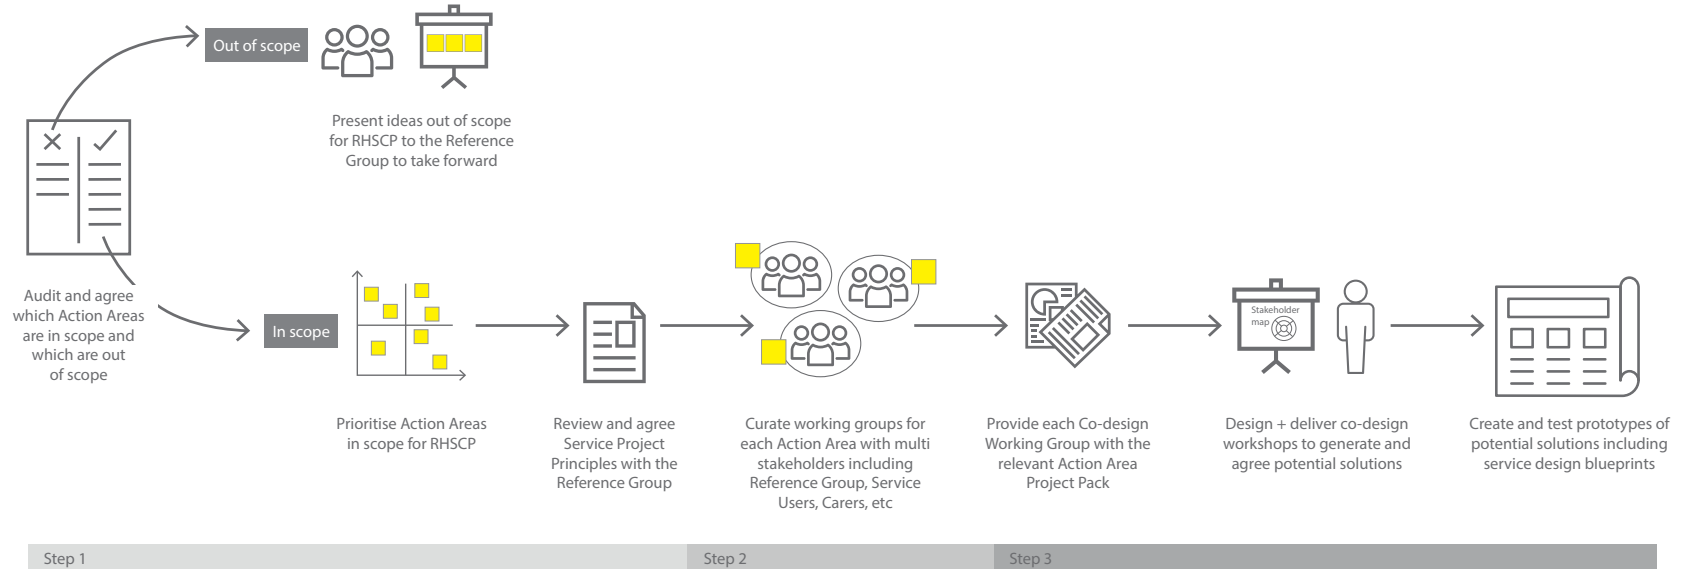 Out of scope
Present ideas out of scope
for RHSCP to the Reference
Group to take forward
Audit and agree
which Action Areas
are in scope and
which are out
of scope
In scope
Prioritise Action Areas
in scope for RHSCP
Review and agree
Service Project
Principles with the
Reference Group
Curate working groups for
each Action Area with multi
stakeholders including
Reference Group, Service
Users, Carers, etc
Provide each Co-design
Working Group with the
relevant Action Area
Project Pack
Stakeholder
map
Design + deliver co-design
workshops to generate and
agree potential solutions
Create and test prototypes of
potential solutions including
service design blueprints
Step 1
Step 2
Step 3